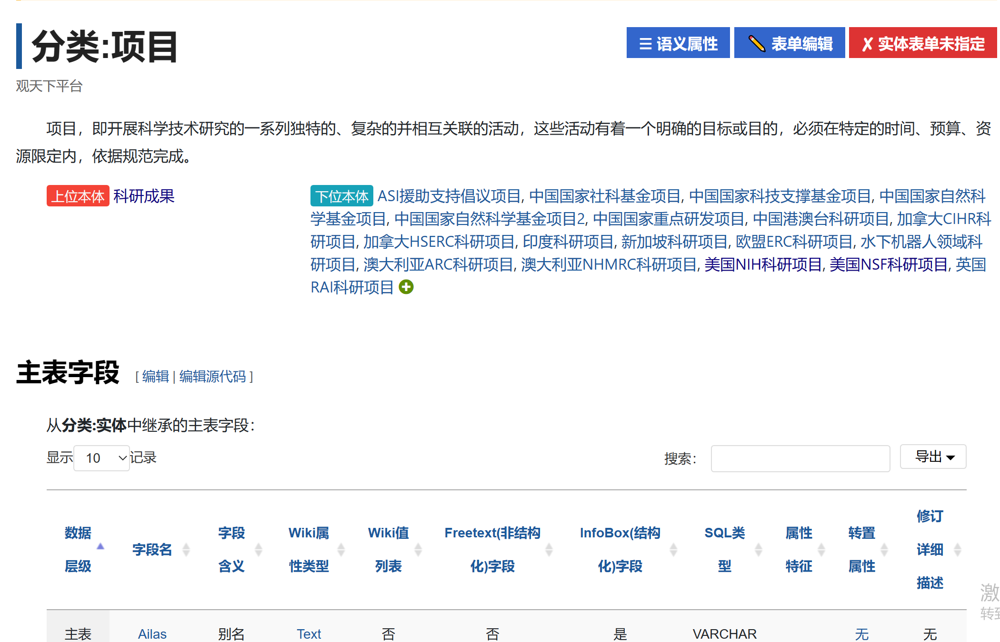 分类:项目
☰ 语义属性
表单编辑
✗ 实体表单未指定
观天下平台
项目，即开展科学技术研究的一系列独特的、复杂的并相互关联的活动，这些活动有着一个明确的目标或目的，必须在特定的时间、预算、资
源限定内，依据规范完成。
上位本体 科研成果
下位本体 ASI援助支持倡议项目, 中国国家社科基金项目, 中国国家科技支撑基金项目, 中国国家自然科
学基金项目, 中国国家自然科学基金项目2, 中国国家重点研发项目, 中国港澳台科研项目, 加拿大CIHR科
研项目, 加拿大HSERC科研项目, 印度科研项目, 新加坡科研项目, 欧盟ERC科研项目, 水下机器人领域科
研项目, 澳大利亚ARC科研项目, 澳大利亚NHMRC科研项目, 美国NIH科研项目, 美国NSF科研项目, 英国
RAI科研项目
主表字段 [ 编辑 | 编辑源代码 ]
从分类:实体中继承的主表字段：
显示 10 记录
搜索：
导出
数据
层级
字段名
字段
含义
Wiki属
性类型
Wiki值
列表
Freetext(非结构
化)字段
InfoBox(结构
化)字段
SQL类
型
属性
特征
转置
属性
修订
详细
描述
主表 Ailas 别名 Text 否 否 是 VARCHAR 无 无
激
转到